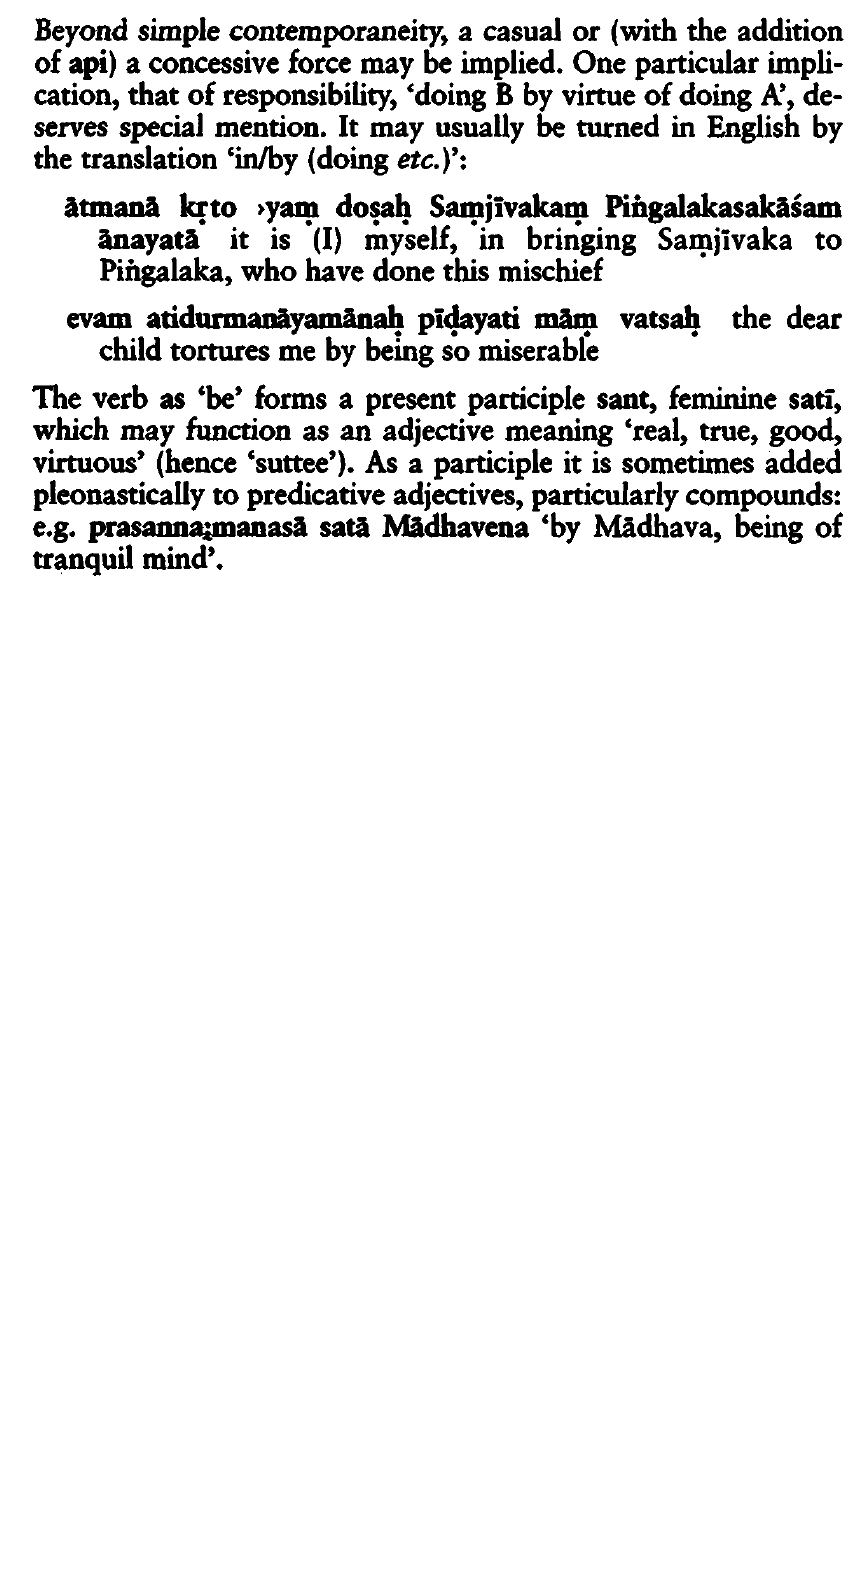 Beyond simple contemporaneity, a casual or (with the addition
of api) a concessive force may be implied. One particular impli-
cation, that of responsibility, ‘doing B by virtue of doing A’, de-
serves special mention. It may usually be turned in English by
the translation ‘in/by (doing etc.)’:
ātmanā kṛto ›yaṃ doṣaḥ Saṃjīvakaṃ Piṅgalakasakāśam
ānayatā it is (I) myself, in bringing Saṃjīvaka to
Piṅgalaka, who have done this mischief
evam atidurmanāyamānaḥ pīḍayati māṃ vatsaḥ the dear
child tortures me by being so miserable
The verb as ‘be’ forms a present participle sant, feminine satī,
which may function as an adjective meaning ‘real, true, good,
virtuous’ (hence ‘suttee’). As a participle it is sometimes added
pleonastically to predicative adjectives, particularly compounds:
e.g. prasanna;manasā satā Mādhavena ‘by Mādhava, being of
tranquil mind’.